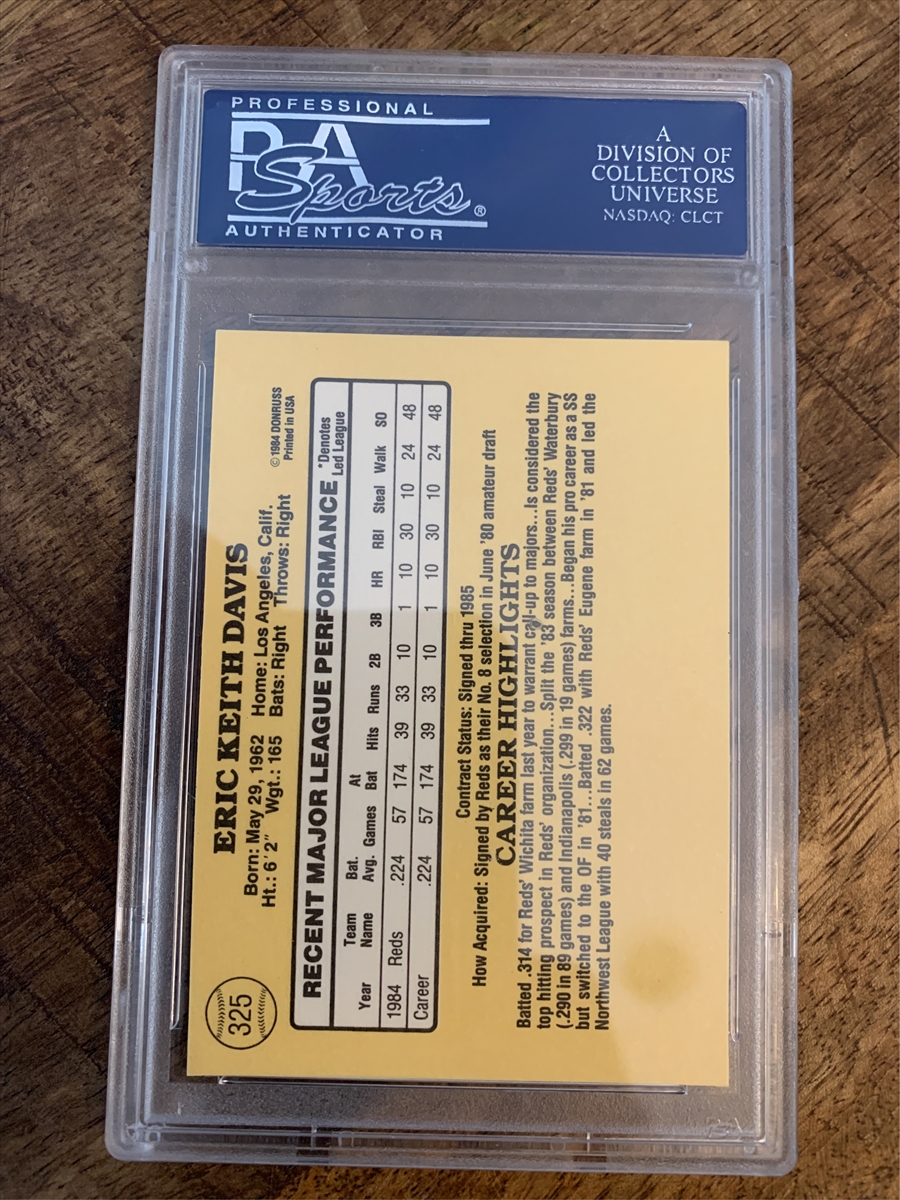 PROFESSIONAL
PSA
Sports®
AUTHENTICATOR
A
DIVISION OF
COLLECTORS
UNIVERSE
NASDAQ: CLCT
325
ERIC KEITH DAVIS
Born: May 29, 1962 Home: Los Angeles, Calif.
Ht.: 6'2" Wgt.: 165 Bats: Right Throws: Right
© 1984 DONRUSS
Printed in USA
RECENT MAJOR LEAGUE PERFORMANCE
*Denotes
Led League
Year Team Name Bat. Avg. Games At Bat Hits Runs 2B 3B HR RBI Steal Walk SO
1984 Reds .224 57 174 39 33 10 1 10 30 10 24 48
Career .224 57 174 39 33 10 1 10 30 10 24 48
Contract Status: Signed thru 1985
How Acquired: Signed by Reds as their No. 8 selection in June '80 amateur draft
CAREER HIGHLIGHTS
Batted .314 for Reds' Wichita farm last year to warrant call-up to majors...Is considered the
top hitting prospect in Reds' organization...Split the '83 season between Reds' Waterbury
(.290 in 89 games) and Indianapolis (.299 in 19 games) farms...Began his pro career as a SS
but switched to the OF in '81...Batted .322 with Reds' Eugene farm in '81 and led the
Northwest League with 40 steals in 62 games.